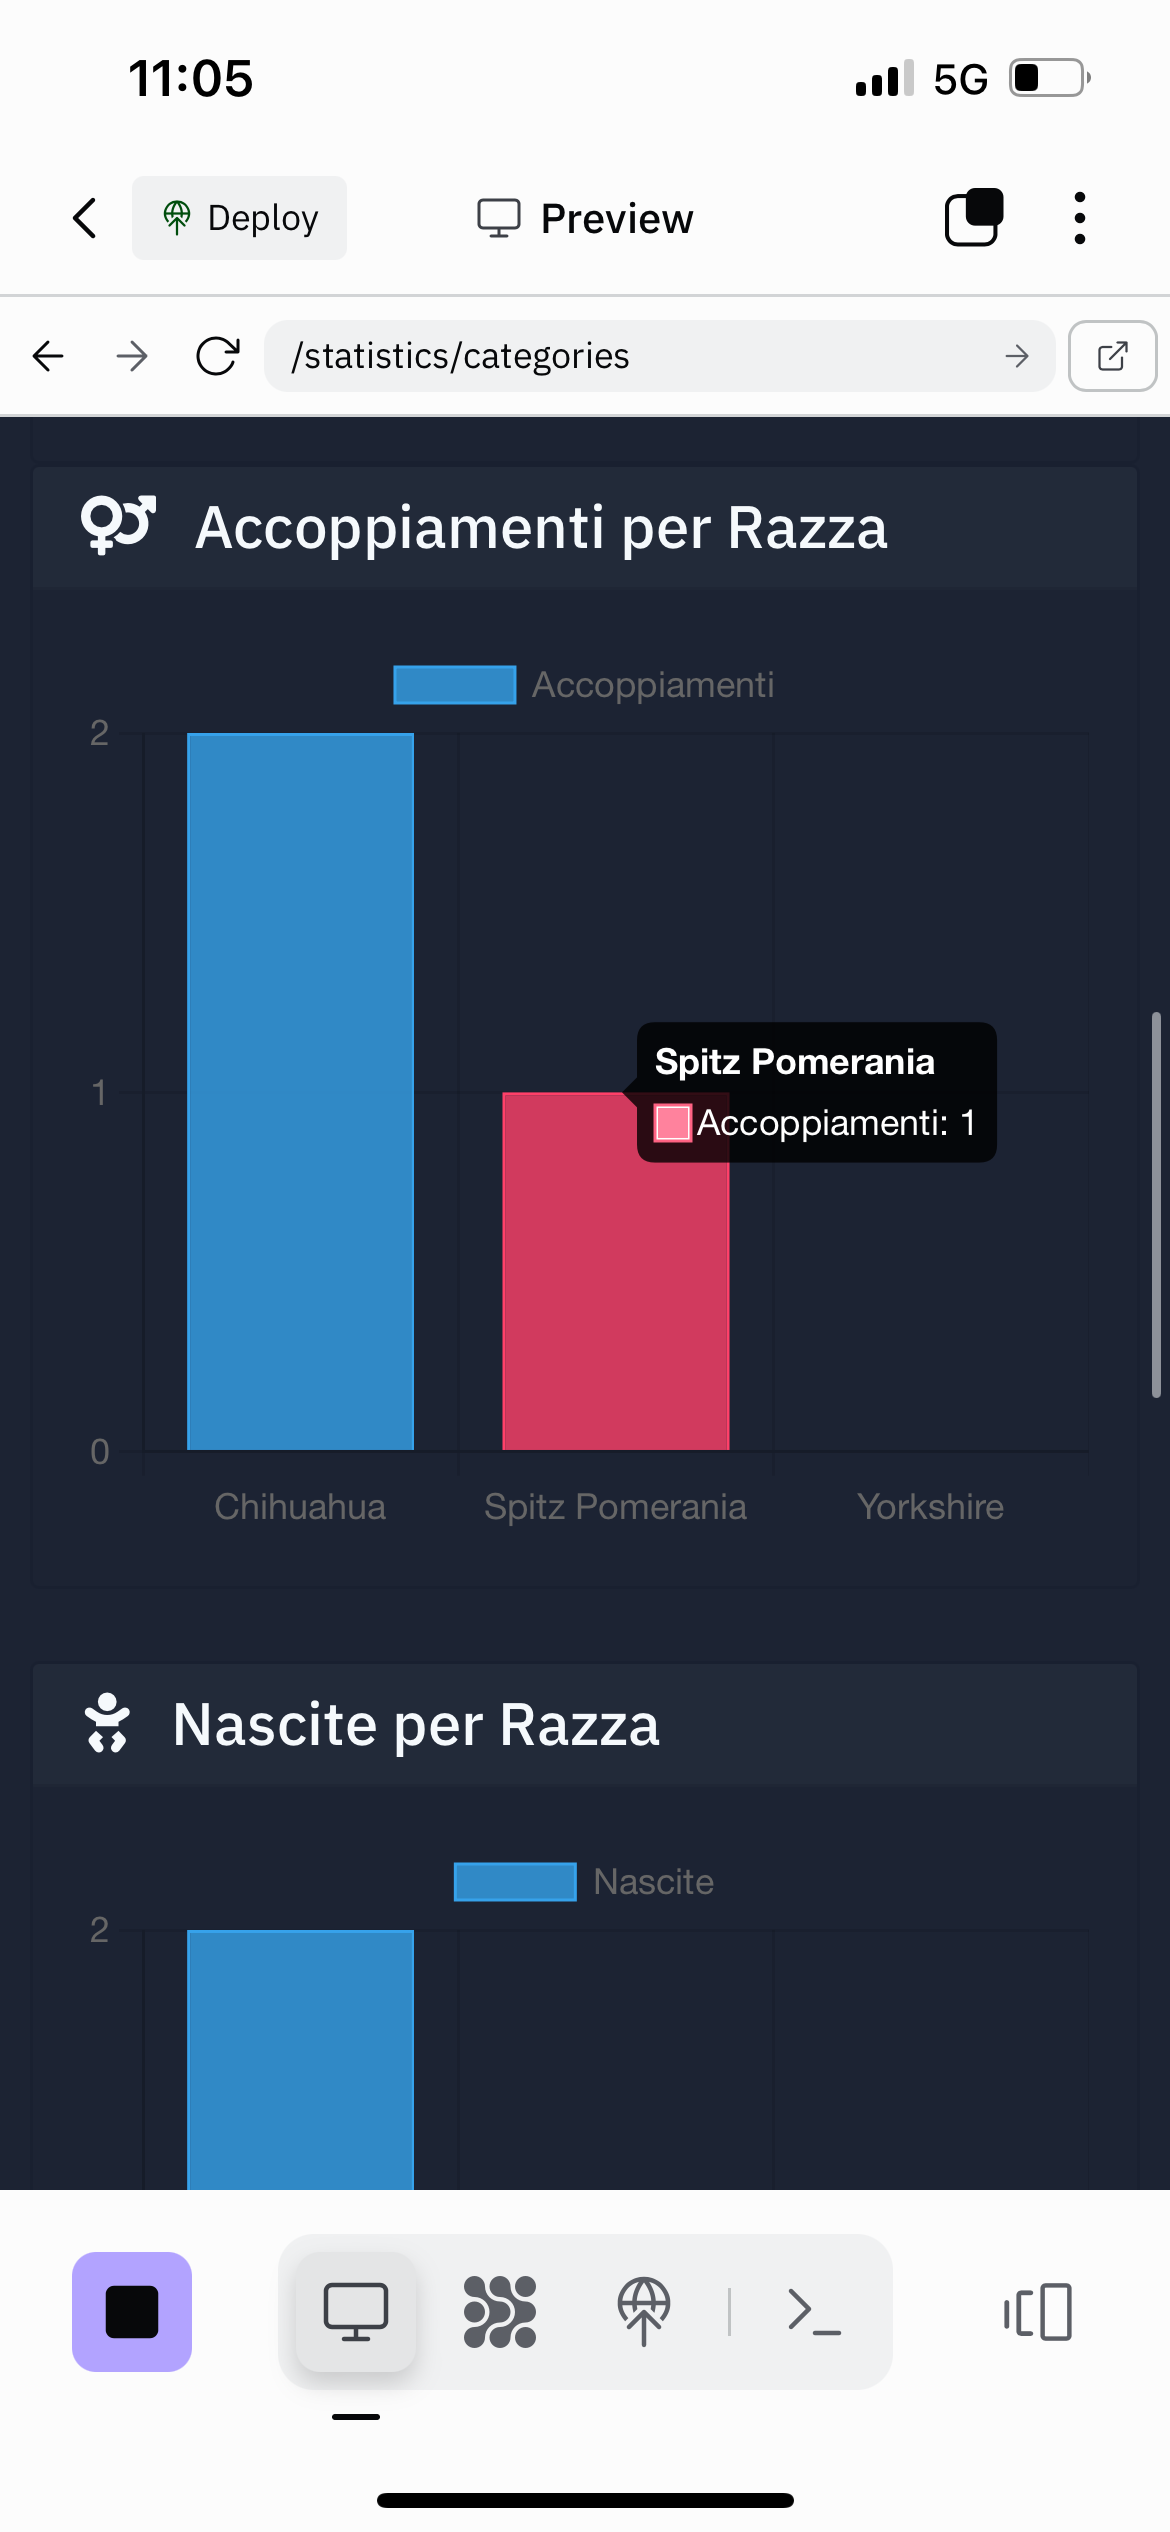 11:05
5G
Deploy
Preview
/statistics/categories
Accoppiamenti per Razza
Accoppiamenti
2
1
0
Spitz Pomerania
Accoppiamenti: 1
Chihuahua
Spitz Pomerania
Yorkshire
Nascite per Razza
Nascite
2